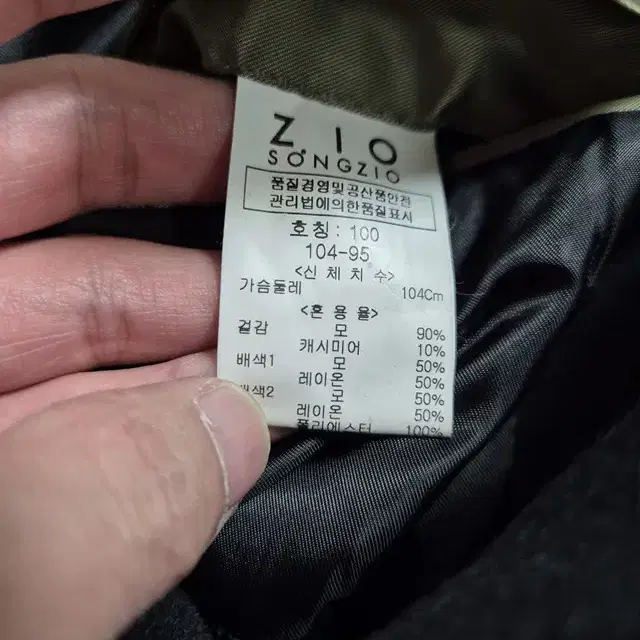 ZIO
SONGZIO
품질경영및공산품안전
관리법에의한품질표시
호칭 : 100
104-95
<신 체 치 수>
가슴둘레 104Cm
<혼 용 율>
겉감 모 90%
캐시미어 10%
배색1 모 50%
레이온 50%
배색2 모 50%
레이온 50%
폴리에스터 100%